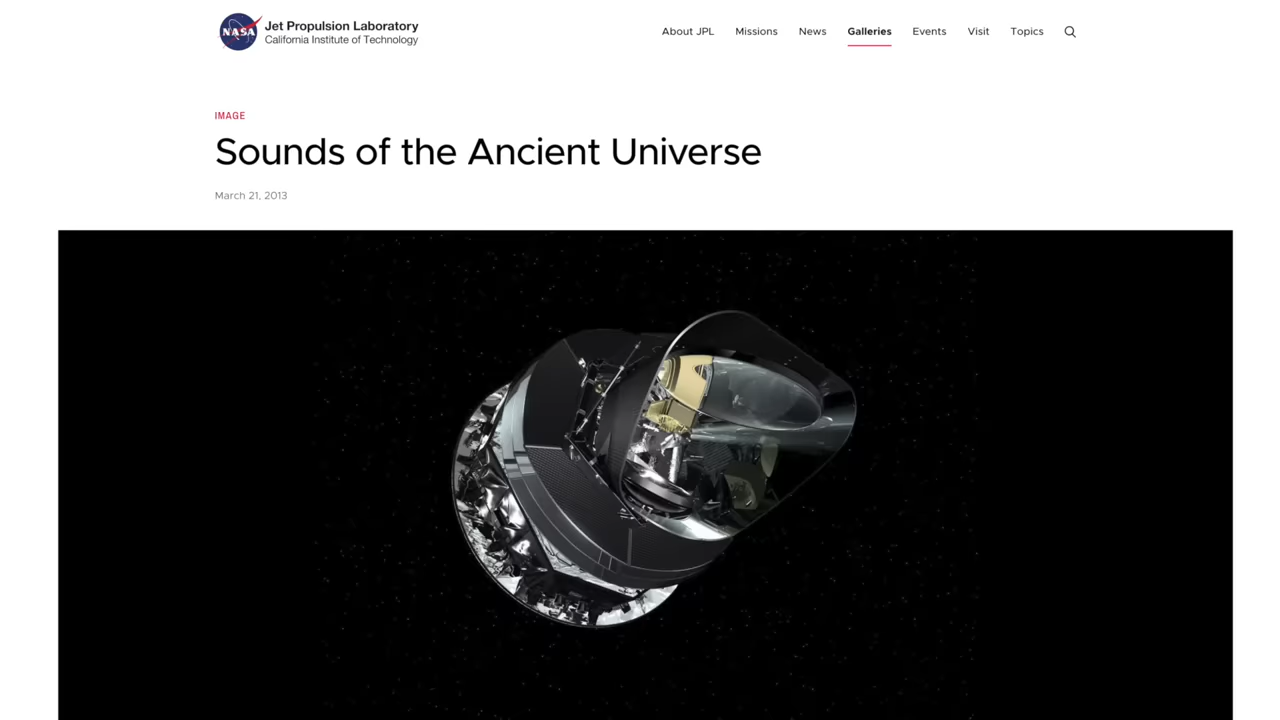 NASA
Jet Propulsion Laboratory
California Institute of Technology
About JPL Missions News Galleries Events Visit Topics
IMAGE
Sounds of the Ancient Universe
March 21, 2013